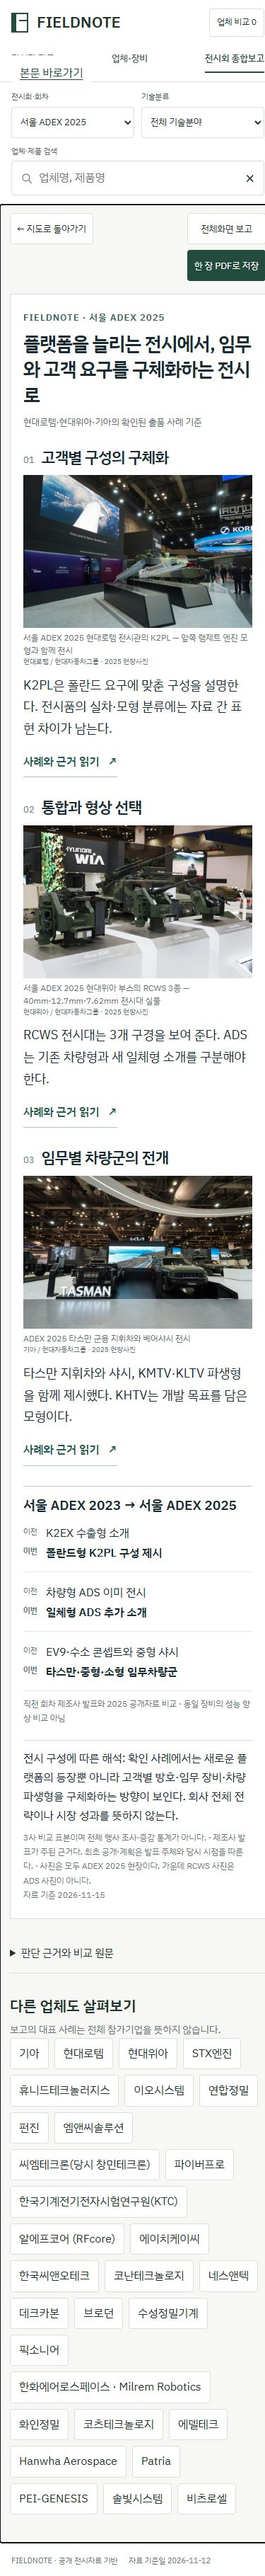 FIELDNOTE
업체 비교 0
본문 바로가기
업체·장비
전시회 종합보고
전시회·회차
기술분류
서울 ADEX 2025
전체 기술분야
업체·제품 검색
업체명, 제품명
← 지도로 돌아가기
전체화면 보고
한 장 PDF로 저장
FIELDNOTE · 서울 ADEX 2025
플랫폼을 늘리는 전시에서, 임무
와 고객 요구를 구체화하는 전시
로
현대로템·현대위아·기아의 확인된 출품 사례 기준
01 고객별 구성의 구체화
서울 ADEX 2025 현대로템 전시관의 K2PL — 앞쪽 램제트 엔진 모
형과 함께 전시
현대로템 / 현대자동차그룹 · 2025 현장사진
K2PL은 폴란드 요구에 맞춘 구성을 설명한
다. 전시품의 실차·모형 분류에는 자료 간 표
현 차이가 남는다.
사례와 근거 읽기 ↗
02 통합과 형상 선택
HYUNDAI
WIA
서울 ADEX 2025 현대위아 부스의 RCWS 3종 —
40mm·12.7mm·7.62mm 전시대 실물
현대위아 / 현대자동차그룹 · 2025 현장사진
RCWS 전시대는 3개 구경을 보여 준다. ADS
는 기존 차량형과 새 일체형 소개를 구분해야
한다.
사례와 근거 읽기 ↗
03 임무별 차량군의 전개
TASMAN
ADEX 2025 타스만 군용 지휘차와 베어샤시 전시
기아 / 현대자동차그룹 · 2025 현장사진
타스만 지휘차와 샤시, KMTV·KLTV 파생형
을 함께 제시했다. KHTV는 개발 목표를 담은
모형이다.
사례와 근거 읽기 ↗
서울 ADEX 2023 → 서울 ADEX 2025
이전 K2EX 수출형 소개
이번 폴란드형 K2PL 구성 제시
이전 차량형 ADS 이미 전시
이번 일체형 ADS 추가 소개
이전 EV9·수소 콘셉트와 중형 샤시
이번 타스만·중형·소형 임무차량군
직전 회차 제조사 발표와 2025 공개자료 비교 · 동일 장비의 성능 향
상 비교 아님
전시 구성에 따른 해석: 확인 사례에서는 새로운 플
랫폼의 등장뿐 아니라 고객별 방호·임무 장비·차량
파생형을 구체화하는 방향이 보인다. 회사 전체 전
략이나 시장 성과를 뜻하지 않는다.
3사 비교 표본이며 전체 행사 조사·증감 통계가 아니다. · 제조사 발
표가 주된 근거다. 최초 공개·계획은 발표 주체와 당시 시점을 따른
다. · 사진은 모두 ADEX 2025 현장이다. 가운데 RCWS 사진은
ADS 사진이 아니다.
자료 기준 2026-11-15
▶ 판단 근거와 비교 원문
다른 업체도 살펴보기
보고의 대표 사례는 전체 참가기업을 뜻하지 않습니다.
기아 현대로템 현대위아 STX엔진
휴니드테크놀러지스 이오시스템 연합정밀
펀진 엠앤씨솔루션
씨엠테크론(당시 창민테크론) 파이버프로
한국기계전기전자시험연구원(KTC)
알에프코어 (RFcore) 에이치케이씨
한국씨앤오테크 코난테크놀로지 네스앤텍
데크카본 브로던 수성정밀기계
픽소니어
한화에어로스페이스 · Milrem Robotics
화인정밀 코츠테크놀로지 에델테크
Hanwha Aerospace Patria
PEI-GENESIS 솔빛시스템 비츠로셀
FIELDNOTE · 공개 전시자료 기반 자료 기준일 2026-11-12